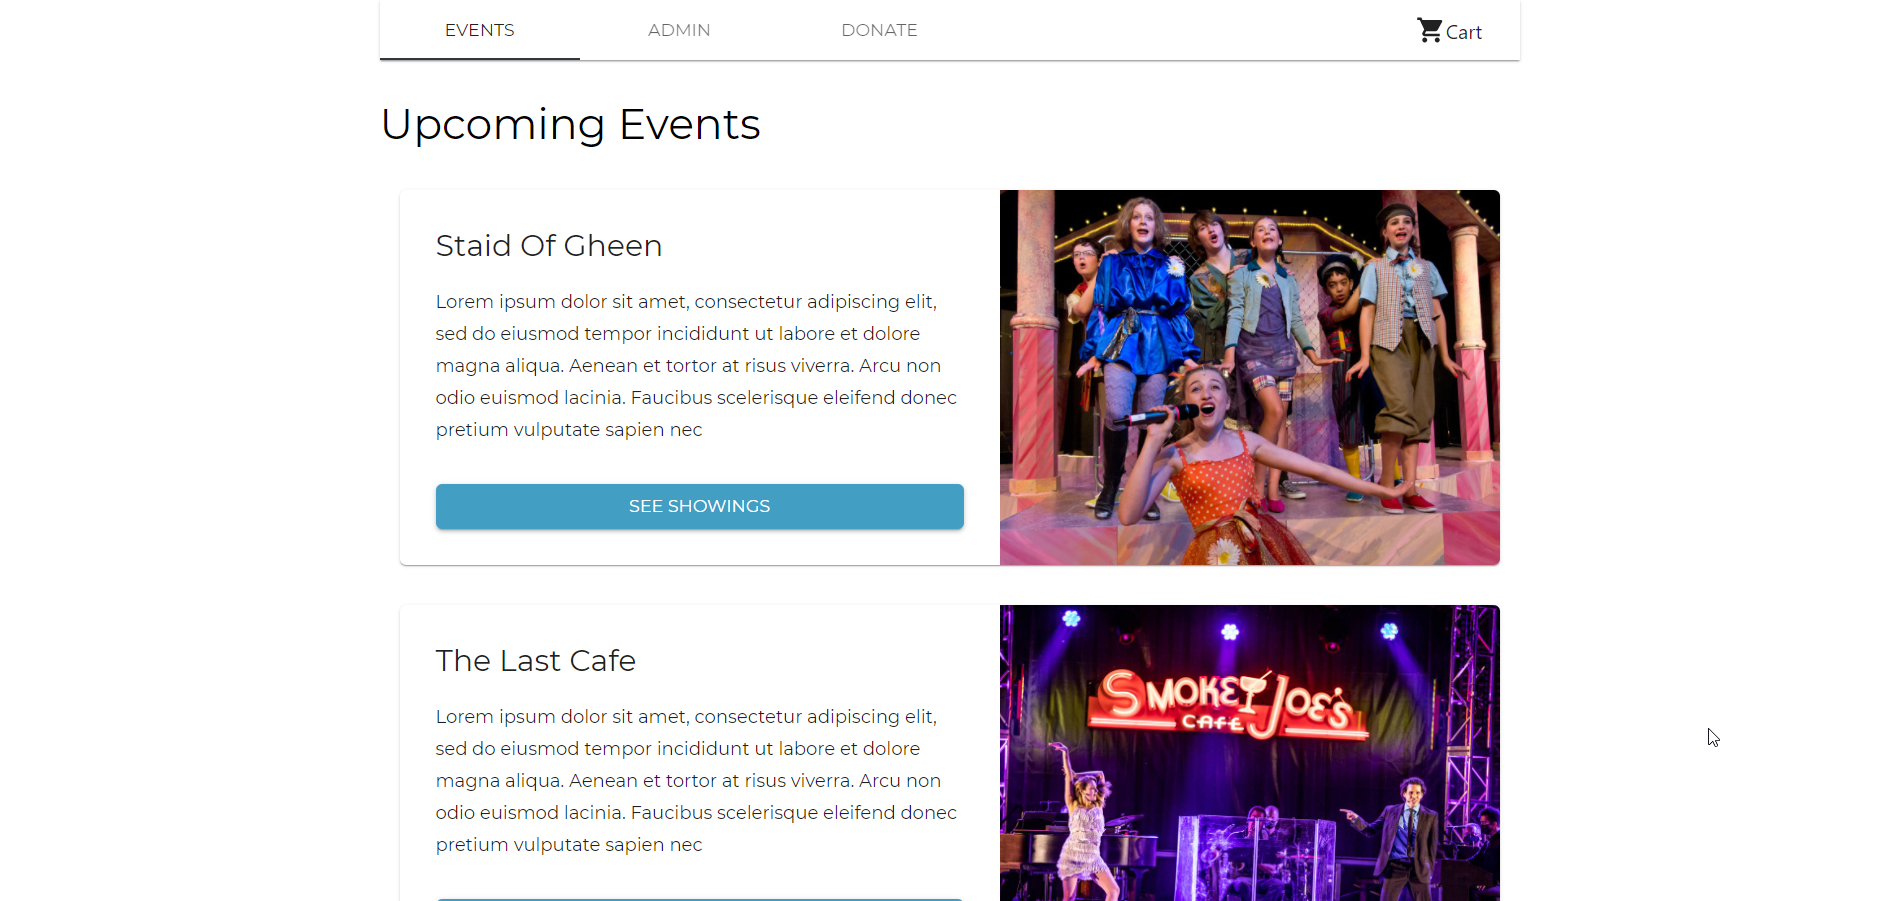 EVENTS ADMIN DONATE Cart
Upcoming Events
Staid Of Gheen
Lorem ipsum dolor sit amet, consectetur adipiscing elit,
sed do eiusmod tempor incididunt ut labore et dolore
magna aliqua. Aenean et tortor at risus viverra. Arcu non
odio euismod lacinia. Faucibus scelerisque eleifend donec
pretium vulputate sapien nec
SEE SHOWINGS
The Last Cafe
Lorem ipsum dolor sit amet, consectetur adipiscing elit,
sed do eiusmod tempor incididunt ut labore et dolore
magna aliqua. Aenean et tortor at risus viverra. Arcu non
odio euismod lacinia. Faucibus scelerisque eleifend donec
pretium vulputate sapien nec
SMOKEY JOE'S
CAFE